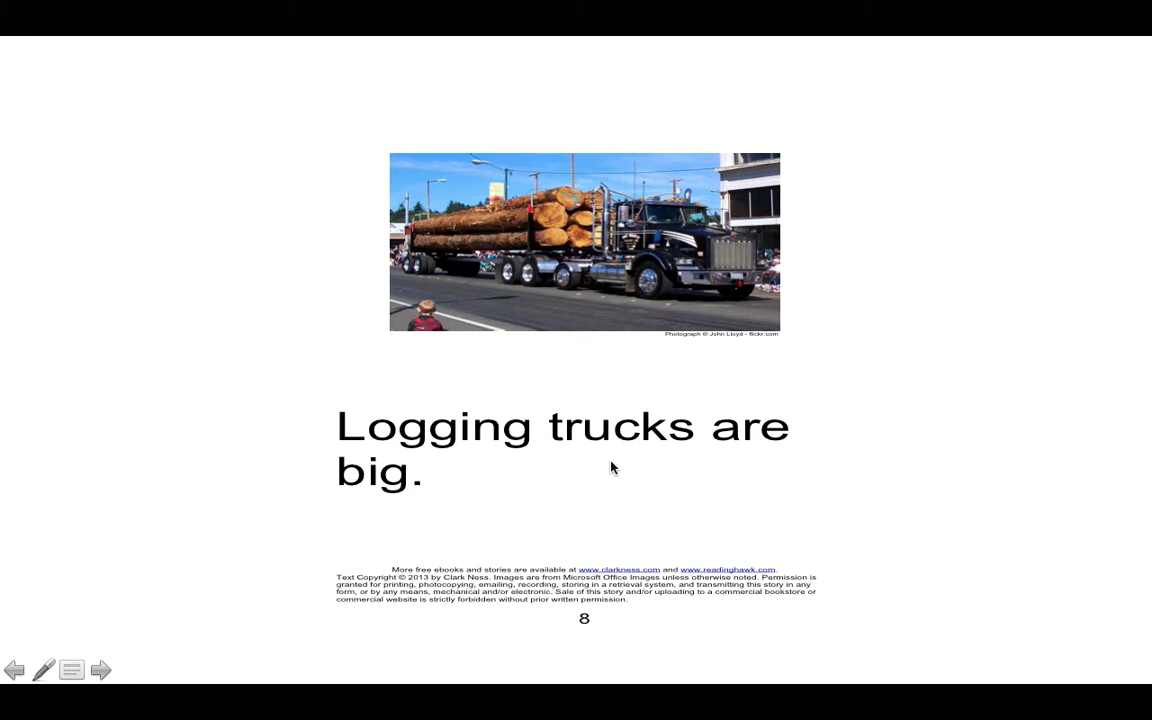 Photograph © John Lloyd - flickr.com
Logging trucks are
big.
More free ebooks and stories are available at www.clarkness.com and www.readinghawk.com.
Text Copyright © 2013 by Clark Ness. Images are from Microsoft Office Images unless otherwise noted. Permission is
granted for printing, photocopying, emailing, recording, storing in a retrieval system, and transmitting this story in any
form, or by any means, mechanical and/or electronic. Sale of this story and/or uploading to a commercial bookstore or
commercial website is strictly forbidden without prior written permission.
8